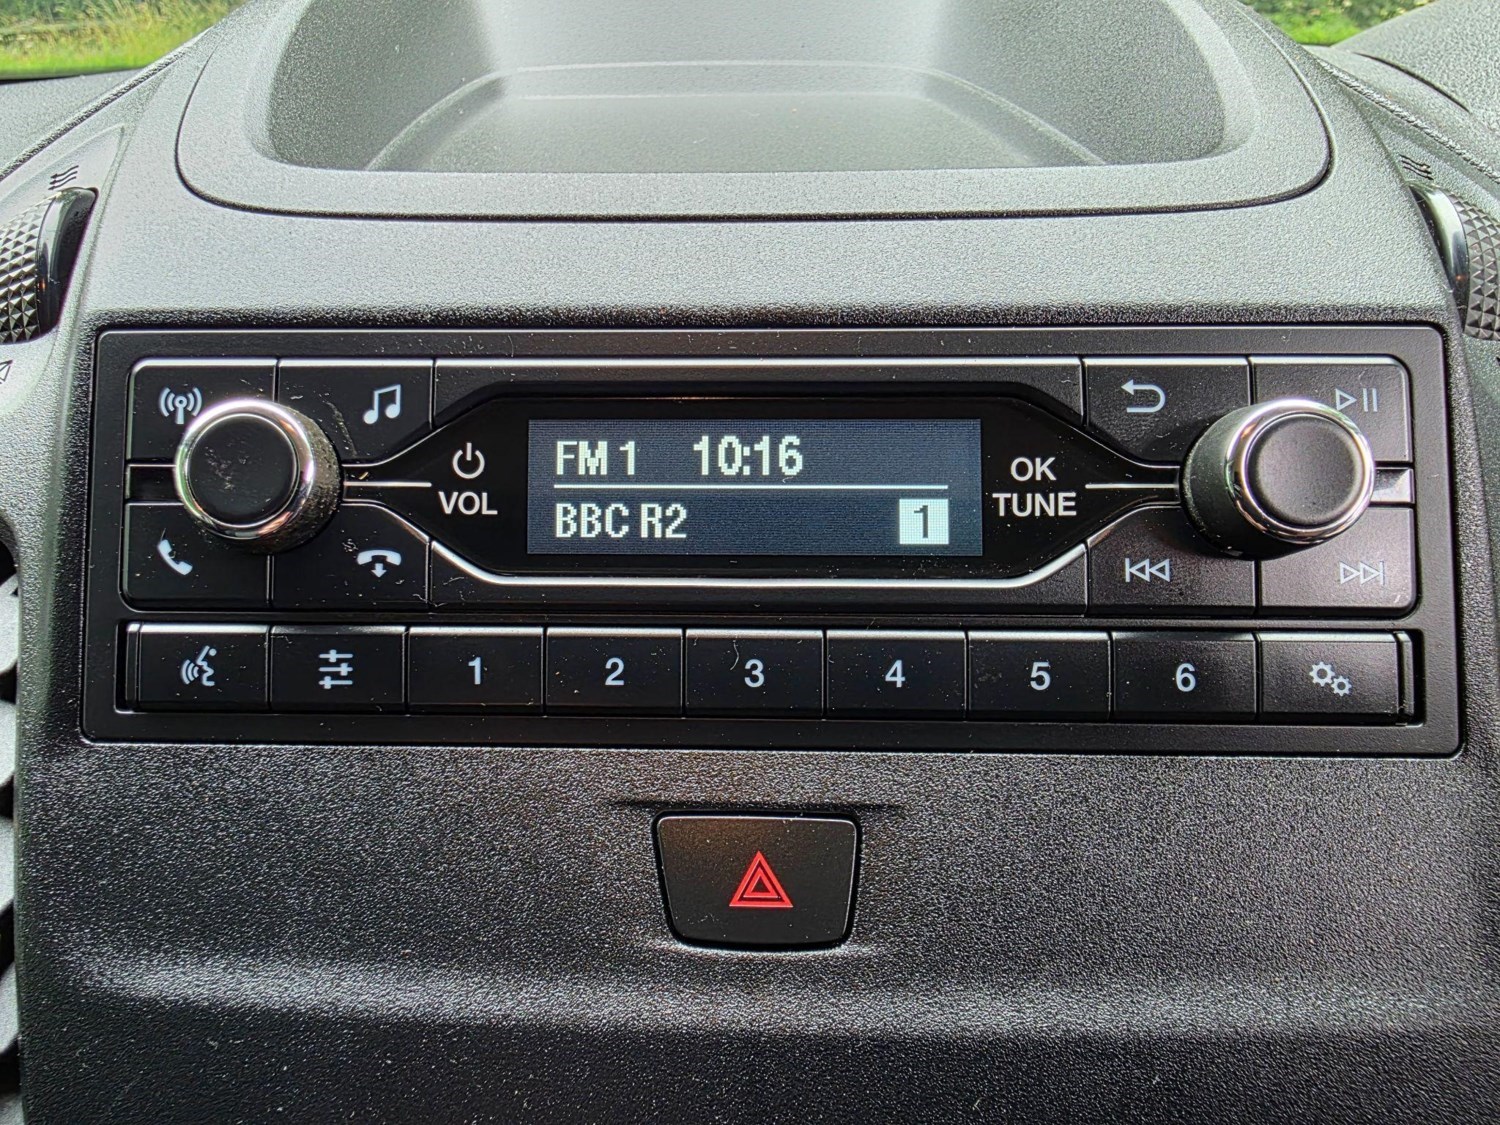 FM 1 10:16
BBC R2 1
VOL
OK
TUNE
1 2 3 4 5 6